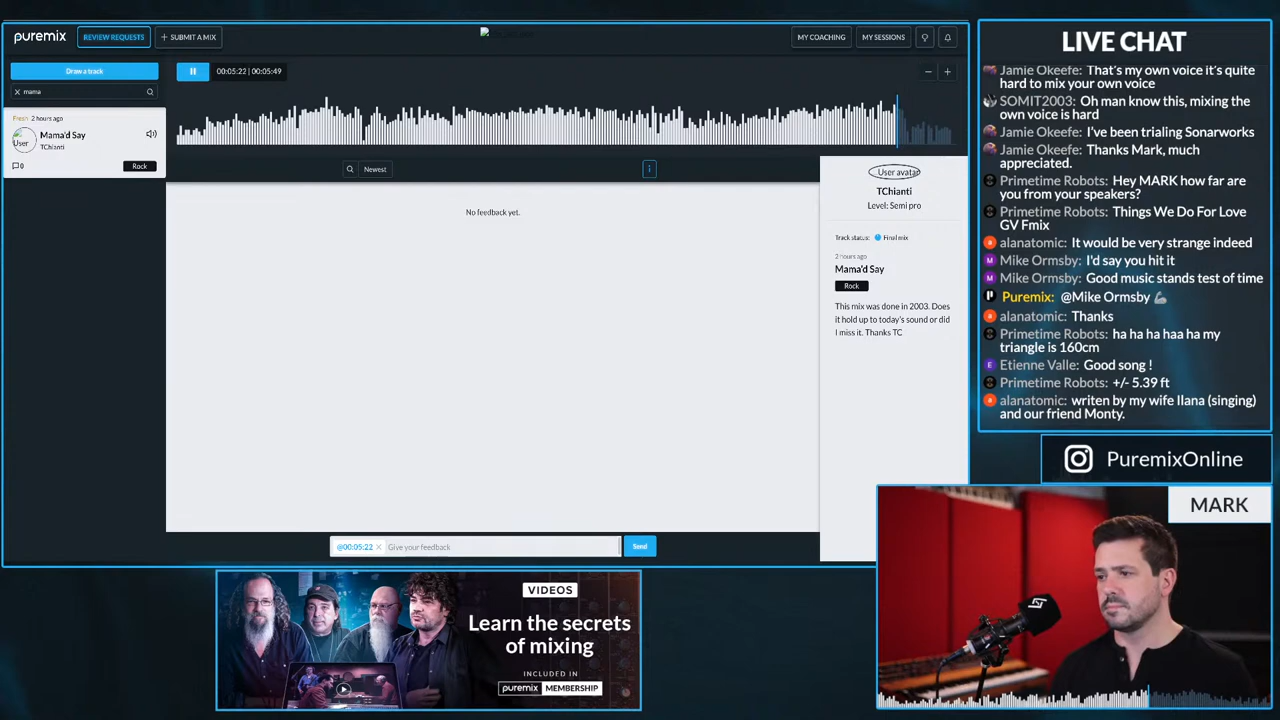 puremix
REVIEW REQUESTS
+ SUBMIT A MIX
MY COACHING
MY SESSIONS
Draw a track
× mama
Fresh 2 hours ago
User
Mama'd Say
TChianti
0
Rock
00:05:22 | 00:05:49
Newest
No feedback yet.
@00:05:22 ×
Give your feedback
Send
User avatar
TChianti
Level: Semi pro
Track status:
Final mix
2 hours ago
Mama'd Say
Rock
This mix was done in 2003. Does
it hold up to today's sound or did
I miss it. Thanks TC
LIVE CHAT
Jamie Okeefe: That's my own voice it's quite
hard to mix your own voice
SOMIT2003: Oh man know this, mixing the
own voice is hard
Jamie Okeefe: I've been trialing Sonarworks
Jamie Okeefe: Thanks Mark, much
appreciated.
Primetime Robots: Hey MARK how far are
you from your speakers?
Primetime Robots: Things We Do For Love
GV Fmix
a alanatomic: It would be very strange indeed
M Mike Ormsby: I'd say you hit it
M Mike Ormsby: Good music stands test of time
Puremix: @Mike Ormsby 💪
a alanatomic: Thanks
Primetime Robots: ha ha ha haa ha my
triangle is 160cm
E Etienne Valle: Good song !
Primetime Robots: +/- 5.39 ft
a alanatomic: writen by my wife Ilana (singing)
and our friend Monty.
PuremixOnline
MARK
VIDEOS
Learn the secrets
of mixing
INCLUDED IN
puremix MEMBERSHIP